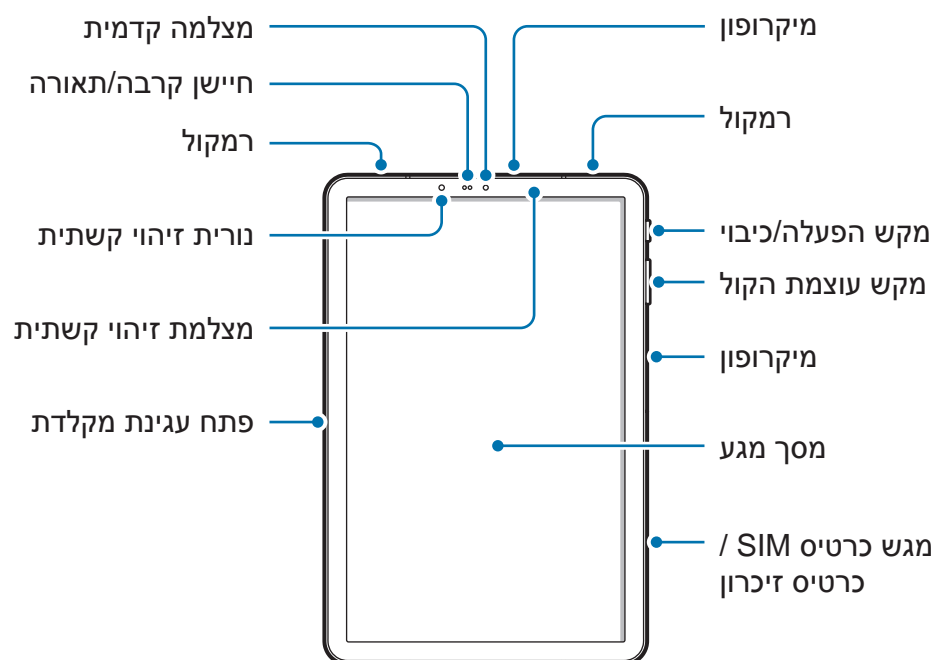 מיקרופון
רמקול
מקש הפעלה/כיבוי
מקש עוצמת הקול
מיקרופון
מסך מגע
מגש כרטיס SIM /
כרטיס זיכרון
מצלמה קדמית
חיישן קרבה/תאורה
רמקול
נורית זיהוי קשתית
מצלמת זיהוי קשתית
פתח עגינת מקלדת